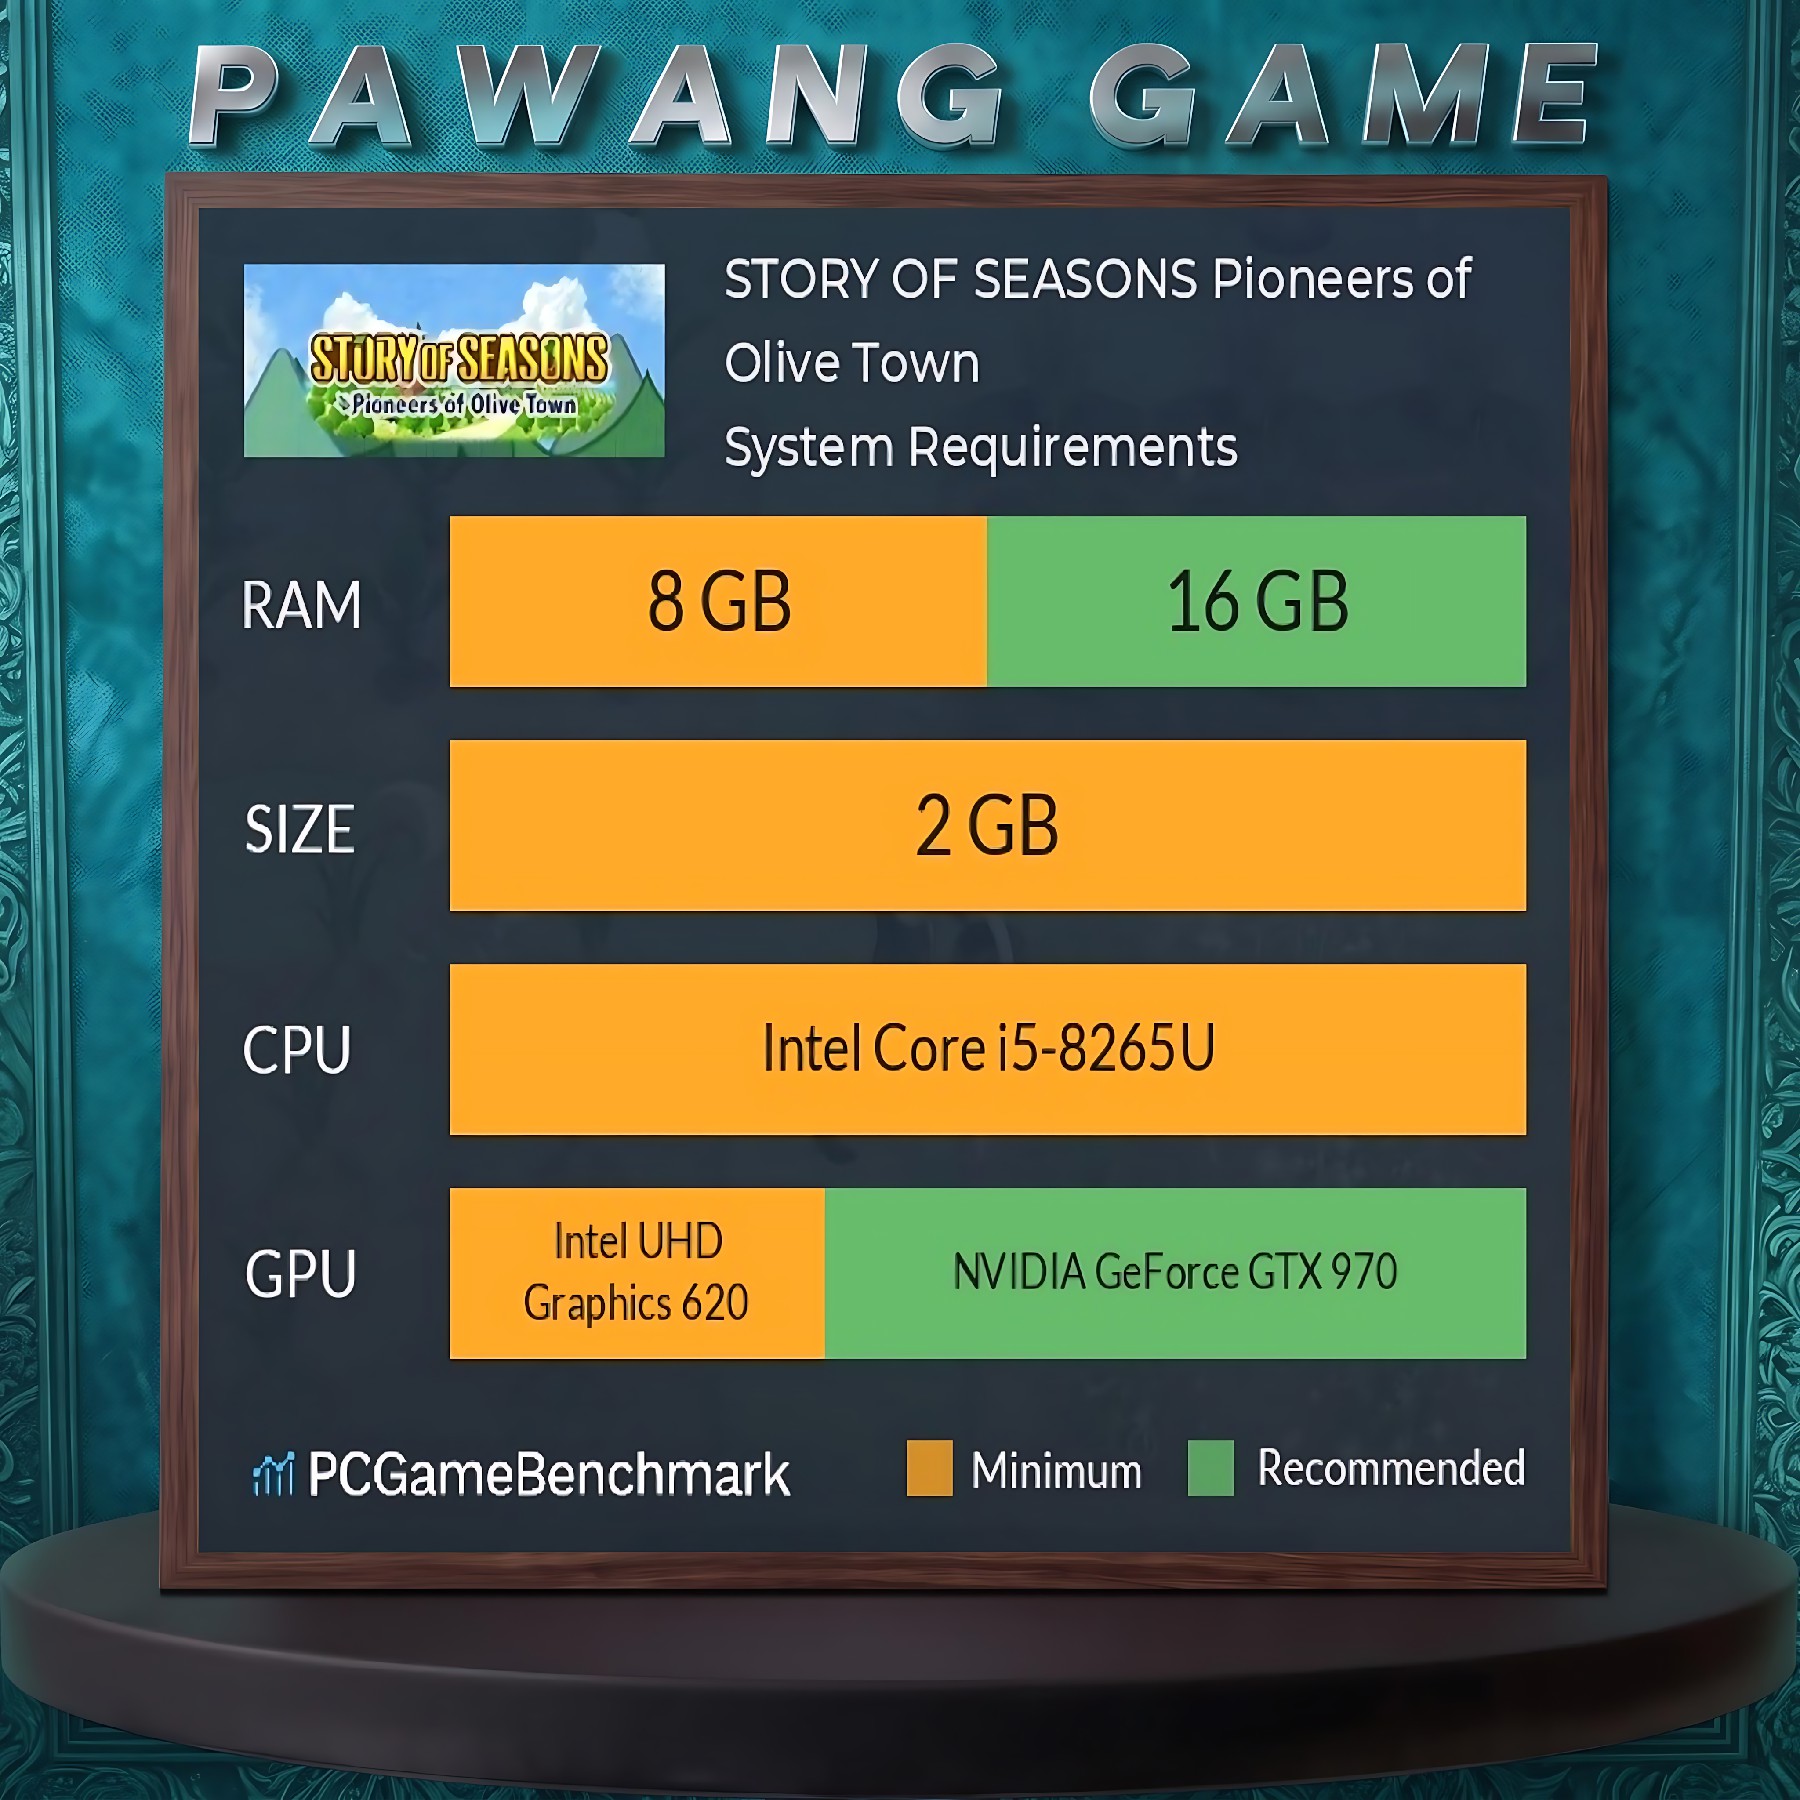 PAWANG GAME
STORY OF SEASONS
Pioneers of Olive Town
STORY OF SEASONS Pioneers of
Olive Town
System Requirements
RAM
8 GB
16 GB
SIZE
2 GB
CPU
Intel Core i5-8265U
GPU
Intel UHD
Graphics 620
NVIDIA GeForce GTX 970
PCGameBenchmark
Minimum
Recommended